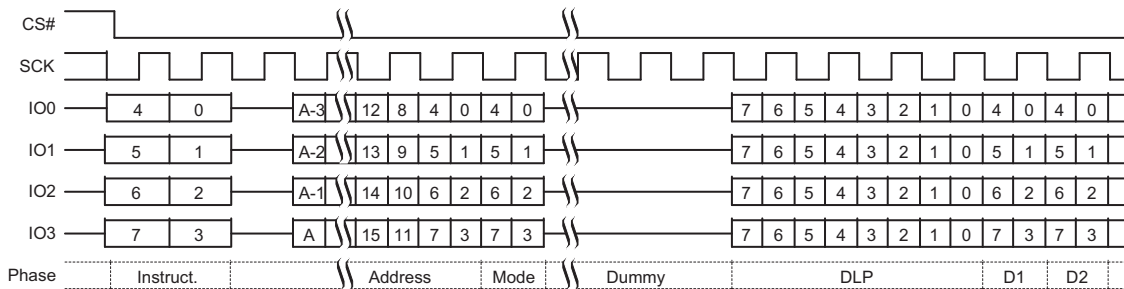 CS#
SCK
IO0 4 0 A-3 12 8 4 0 4 0 7 6 5 4 3 2 1 0 4 0 4 0
IO1 5 1 A-2 13 9 5 1 5 1 7 6 5 4 3 2 1 0 5 1 5 1
IO2 6 2 A-1 14 10 6 2 6 2 7 6 5 4 3 2 1 0 6 2 6 2
IO3 7 3 A 15 11 7 3 7 3 7 6 5 4 3 2 1 0 7 3 7 3
Phase Instruct. Address Mode Dummy DLP D1 D2